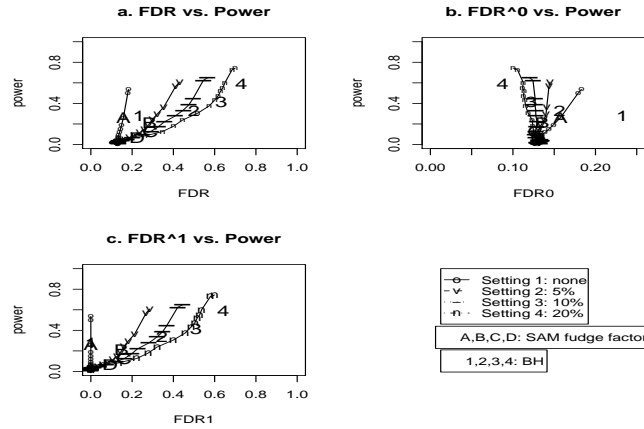 a. FDR vs. Power
b. FDR^0 vs. Power
power
0.0 0.4 0.8
A 1 2 3 4
B D
0.0 0.2 0.4 0.6 0.8 1.0
FDR
power
0.0 0.4 0.8
4 3 2 A 1
0.00 0.10 0.20
FDR0
c. FDR^1 vs. Power
power
0.0 0.4 0.8
A 2 3 4
B D
0.0 0.2 0.4 0.6 0.8 1.0
FDR1
Setting 1: none
Setting 2: 5%
Setting 3: 10%
Setting 4: 20%
A,B,C,D: SAM fudge factor
1,2,3,4: BH